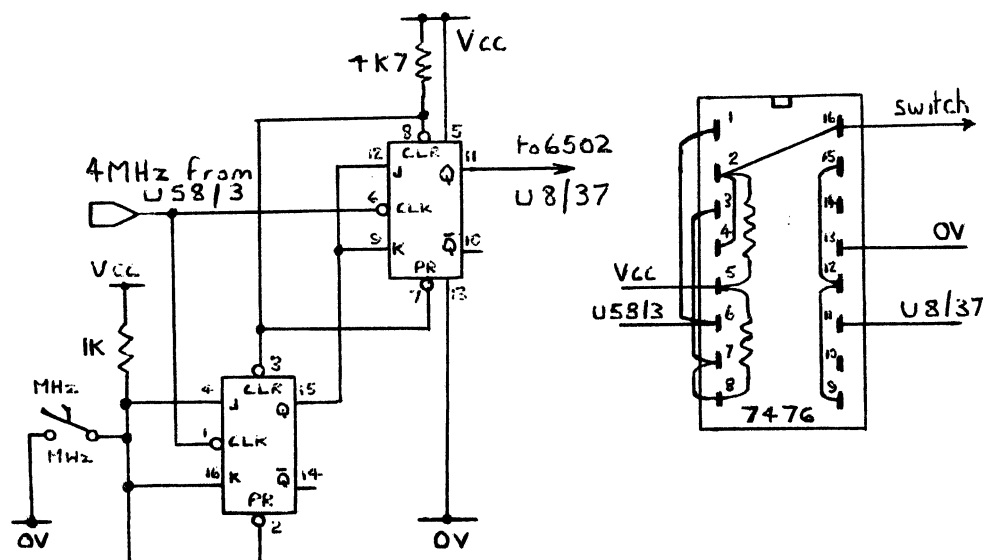 Vcc
4K7
8
5
CLR
12
J
Q
11
to 6502
U8/37
4MHz from
U58/3
6
CLK
9
K
Q̅
10
PR
7
13
Vcc
1K
3
CLR
4
J
Q
15
MHz
MHz
1
CLK
16
K
Q̅
14
PR
2
0V
0V
1
16
switch
2
15
3
14
4
13
0V
Vcc
5
12
U58/3
6
11
U8/37
7
10
8
9
7476